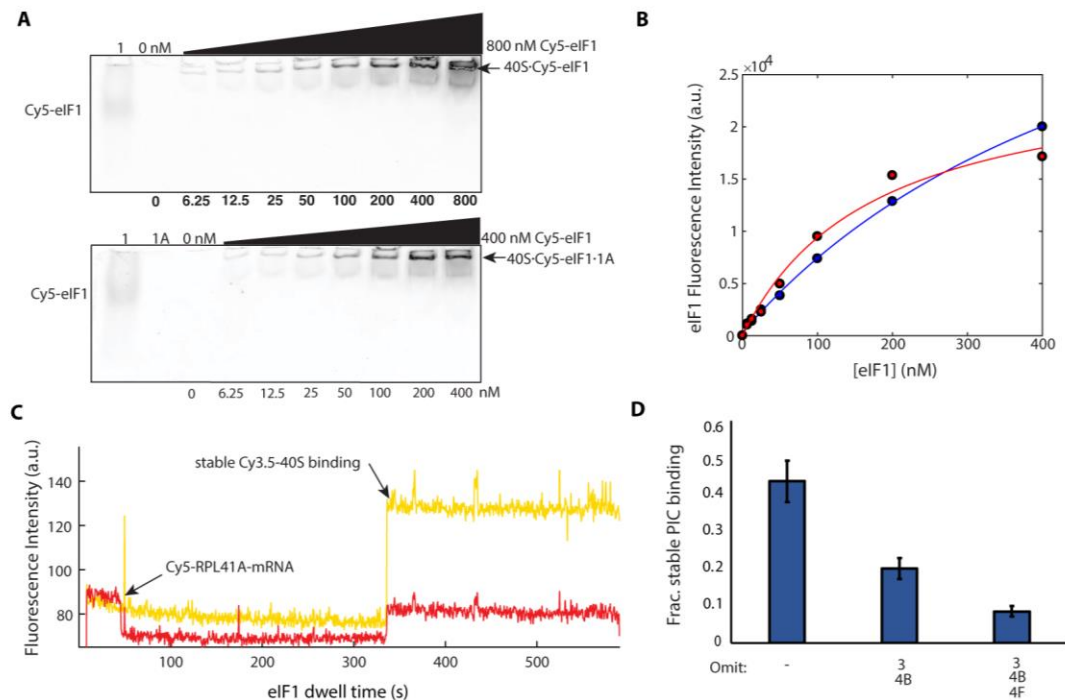 A
1 0 nM
800 nM Cy5-eIF1
40S·Cy5-eIF1
Cy5-eIF1
0 6.25 12.5 25 50 100 200 400 800
1 1A 0 nM
400 nM Cy5-eIF1
40S·Cy5-eIF1·1A
Cy5-eIF1
0 6.25 12.5 25 50 100 200 400 nM
B
×10⁴
2.5
2
1.5
1
0.5
0
0 100 200 300 400
eIF1 Fluorescence Intensity (a.u.)
[eIF1] (nM)
C
Fluorescence Intensity (a.u.)
140
120
100
80
stable Cy3.5-40S binding
Cy5-RPL41A-mRNA
100 200 300 400 500
eIF1 dwell time (s)
D
Frac. stable PIC binding
0.6
0.5
0.4
0.3
0.2
0.1
0
Omit: - 3 3
4B 4B
4F